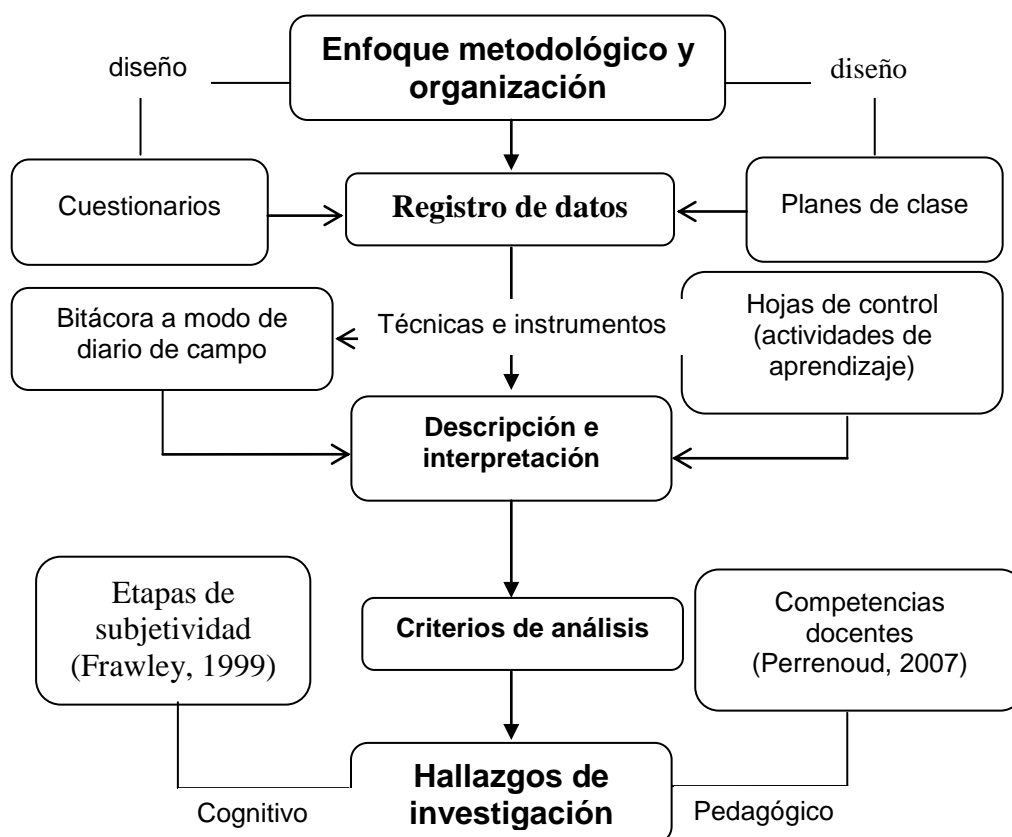 Enfoque metodológico y
organización
diseño
diseño
Cuestionarios
Registro de datos
Planes de clase
Bitácora a modo de
diario de campo
Técnicas e instrumentos
Hojas de control
(actividades de
aprendizaje)
Descripción e
interpretación
Etapas de
subjetividad
(Frawley, 1999)
Criterios de análisis
Competencias
docentes
(Perrenoud, 2007)
Hallazgos de
investigación
Cognitivo
Pedagógico